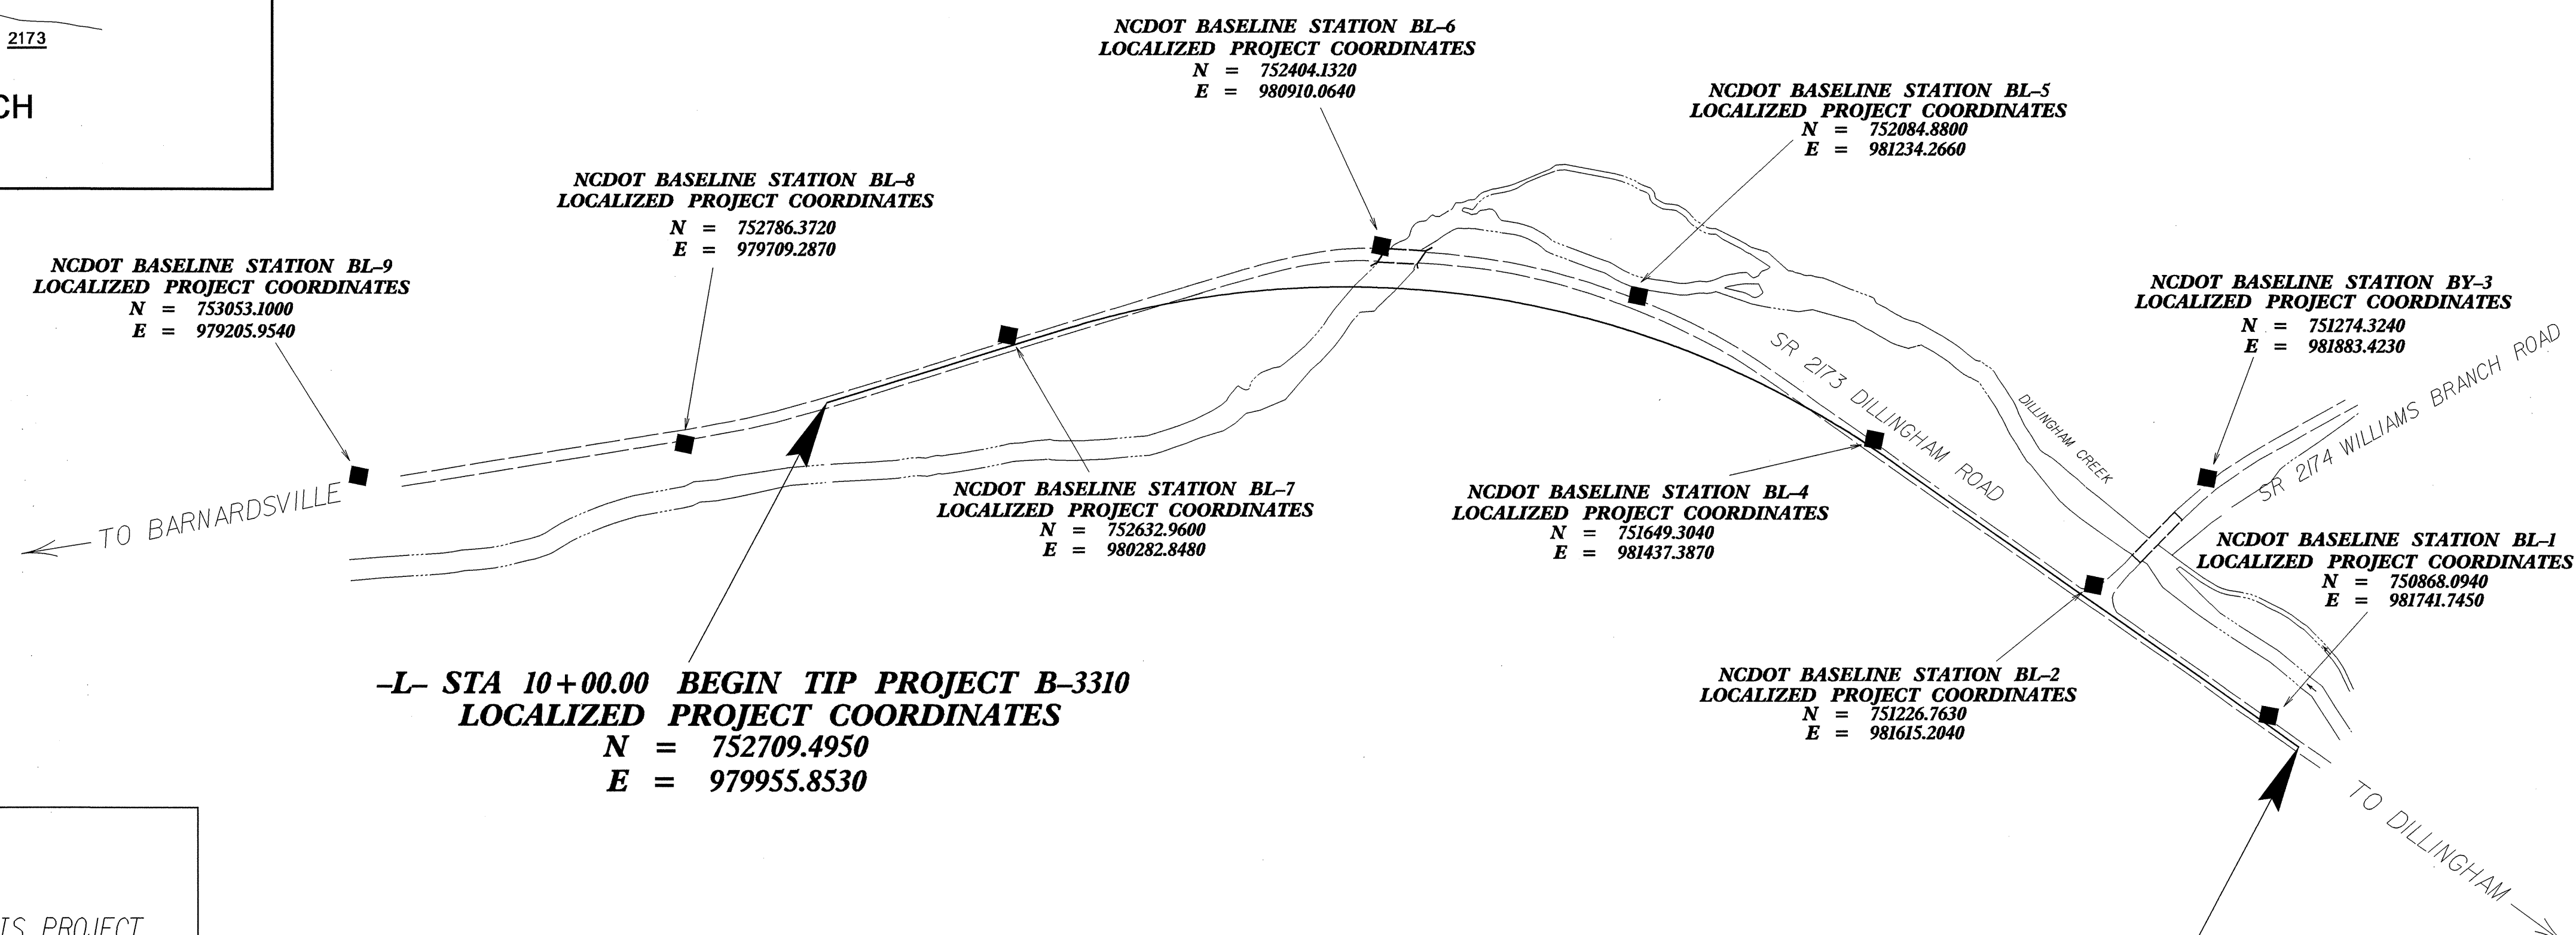 2173
CH
NCDOT BASELINE STATION BL-6
LOCALIZED PROJECT COORDINATES
N = 752404.1320
E = 980910.0640
NCDOT BASELINE STATION BL-5
LOCALIZED PROJECT COORDINATES
N = 752084.8800
E = 981234.2660
NCDOT BASELINE STATION BL-8
LOCALIZED PROJECT COORDINATES
N = 752786.3720
E = 979709.2870
NCDOT BASELINE STATION BL-9
LOCALIZED PROJECT COORDINATES
N = 753053.1000
E = 979205.9540
NCDOT BASELINE STATION BY-3
LOCALIZED PROJECT COORDINATES
N = 751274.3240
E = 981883.4230
SR 2173 DILLINGHAM ROAD
DILLINGHAM CREEK
SR 2174 WILLIAMS BRANCH ROAD
TO BARNARDSVILLE
NCDOT BASELINE STATION BL-7
LOCALIZED PROJECT COORDINATES
N = 752632.9600
E = 980282.8480
NCDOT BASELINE STATION BL-4
LOCALIZED PROJECT COORDINATES
N = 751649.3040
E = 981437.3870
NCDOT BASELINE STATION BL-1
LOCALIZED PROJECT COORDINATES
N = 750868.0940
E = 981741.7450
-L- STA 10+00.00 BEGIN TIP PROJECT B-3310
LOCALIZED PROJECT COORDINATES
N = 752709.4950
E = 979955.8530
NCDOT BASELINE STATION BL-2
LOCALIZED PROJECT COORDINATES
N = 751226.7630
E = 981615.2040
TO DILLINGHAM
IS PROJECT